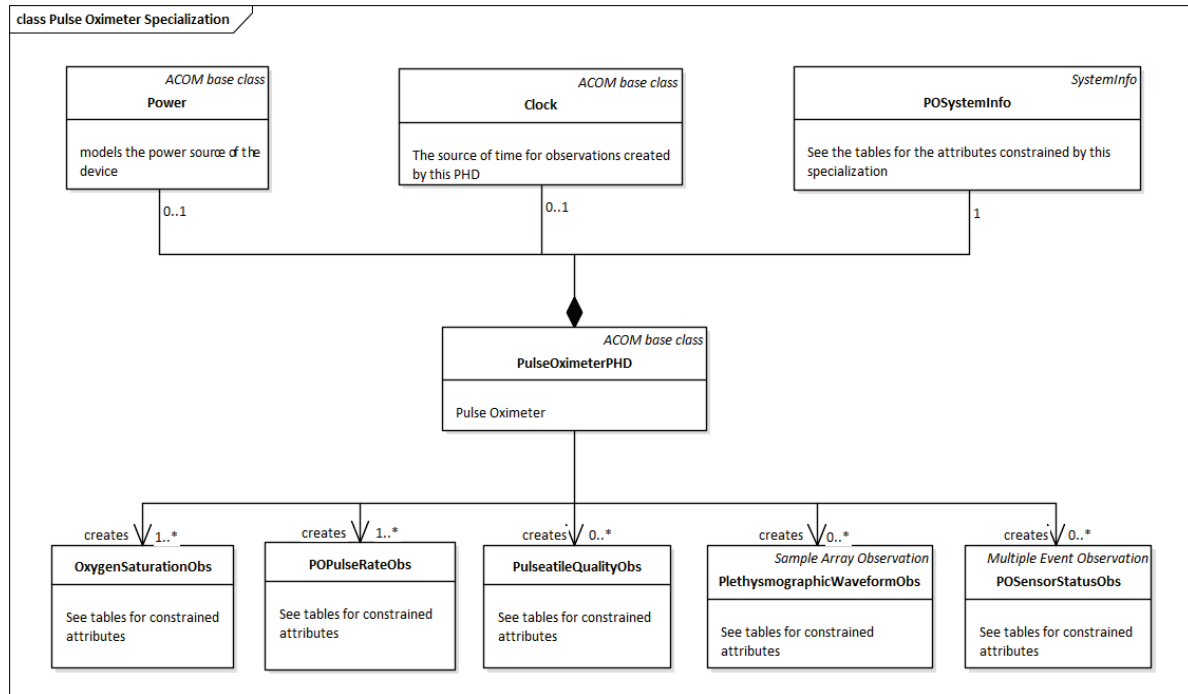 class Pulse Oximeter Specialization
ACOM base class
Power
models the power source of the
device
0..1
ACOM base class
Clock
The source of time for observations created
by this PHD
0..1
SystemInfo
POSystemInfo
See the tables for the attributes constrained by this
specialization
1
ACOM base class
PulseOximeterPHD
Pulse Oximeter
creates 1..*
OxygenSaturationObs
See tables for constrained
attributes
creates 1..*
POPulseRateObs
See tables for constrained
attributes
creates 0..*
PulseatileQualityObs
See tables for constrained
attributes
creates 0..*
Sample Array Observation
PlethysmographicWaveformObs
See tables for constrained
attributes
creates 0..*
Multiple Event Observation
POSensorStatusObs
See tables for constrained
attributes